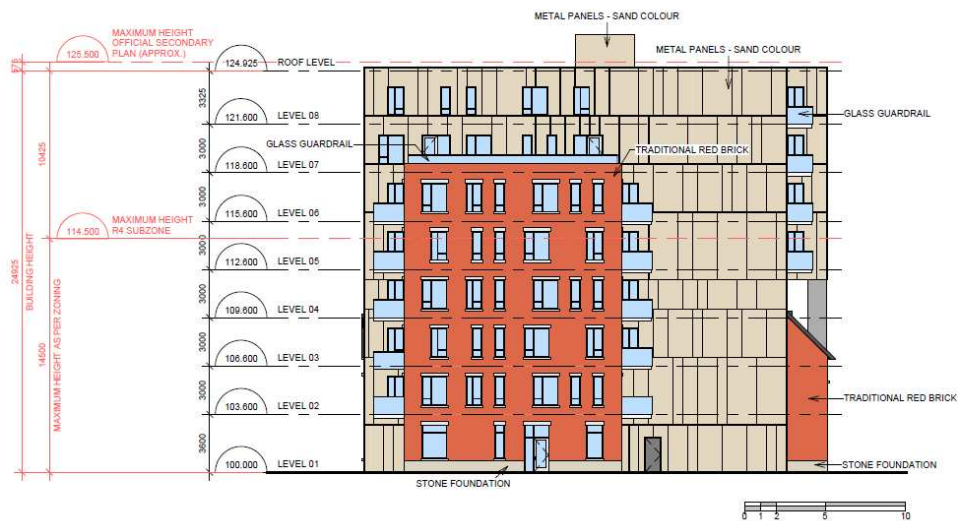 METAL PANELS - SAND COLOUR
MAXIMUM HEIGHT
OFFICIAL SECONDARY
PLAN (APPROX.)
125.500
575
124.925
ROOF LEVEL
METAL PANELS - SAND COLOUR
3325
121.600
LEVEL 08
GLASS GUARDRAIL
GLASS GUARDRAIL
TRADITIONAL RED BRICK
3000
10425
118.600
LEVEL 07
3000
115.600
LEVEL 06
MAXIMUM HEIGHT
R4 SUBZONE
114.500
3000
112.600
LEVEL 05
24925
BUILDING HEIGHT
3000
109.600
LEVEL 04
14500
MAXIMUM HEIGHT AS PER ZONING
3000
106.600
LEVEL 03
3000
103.600
LEVEL 02
TRADITIONAL RED BRICK
3600
100.000
LEVEL 01
STONE FOUNDATION
STONE FOUNDATION
0 1 2 5 10